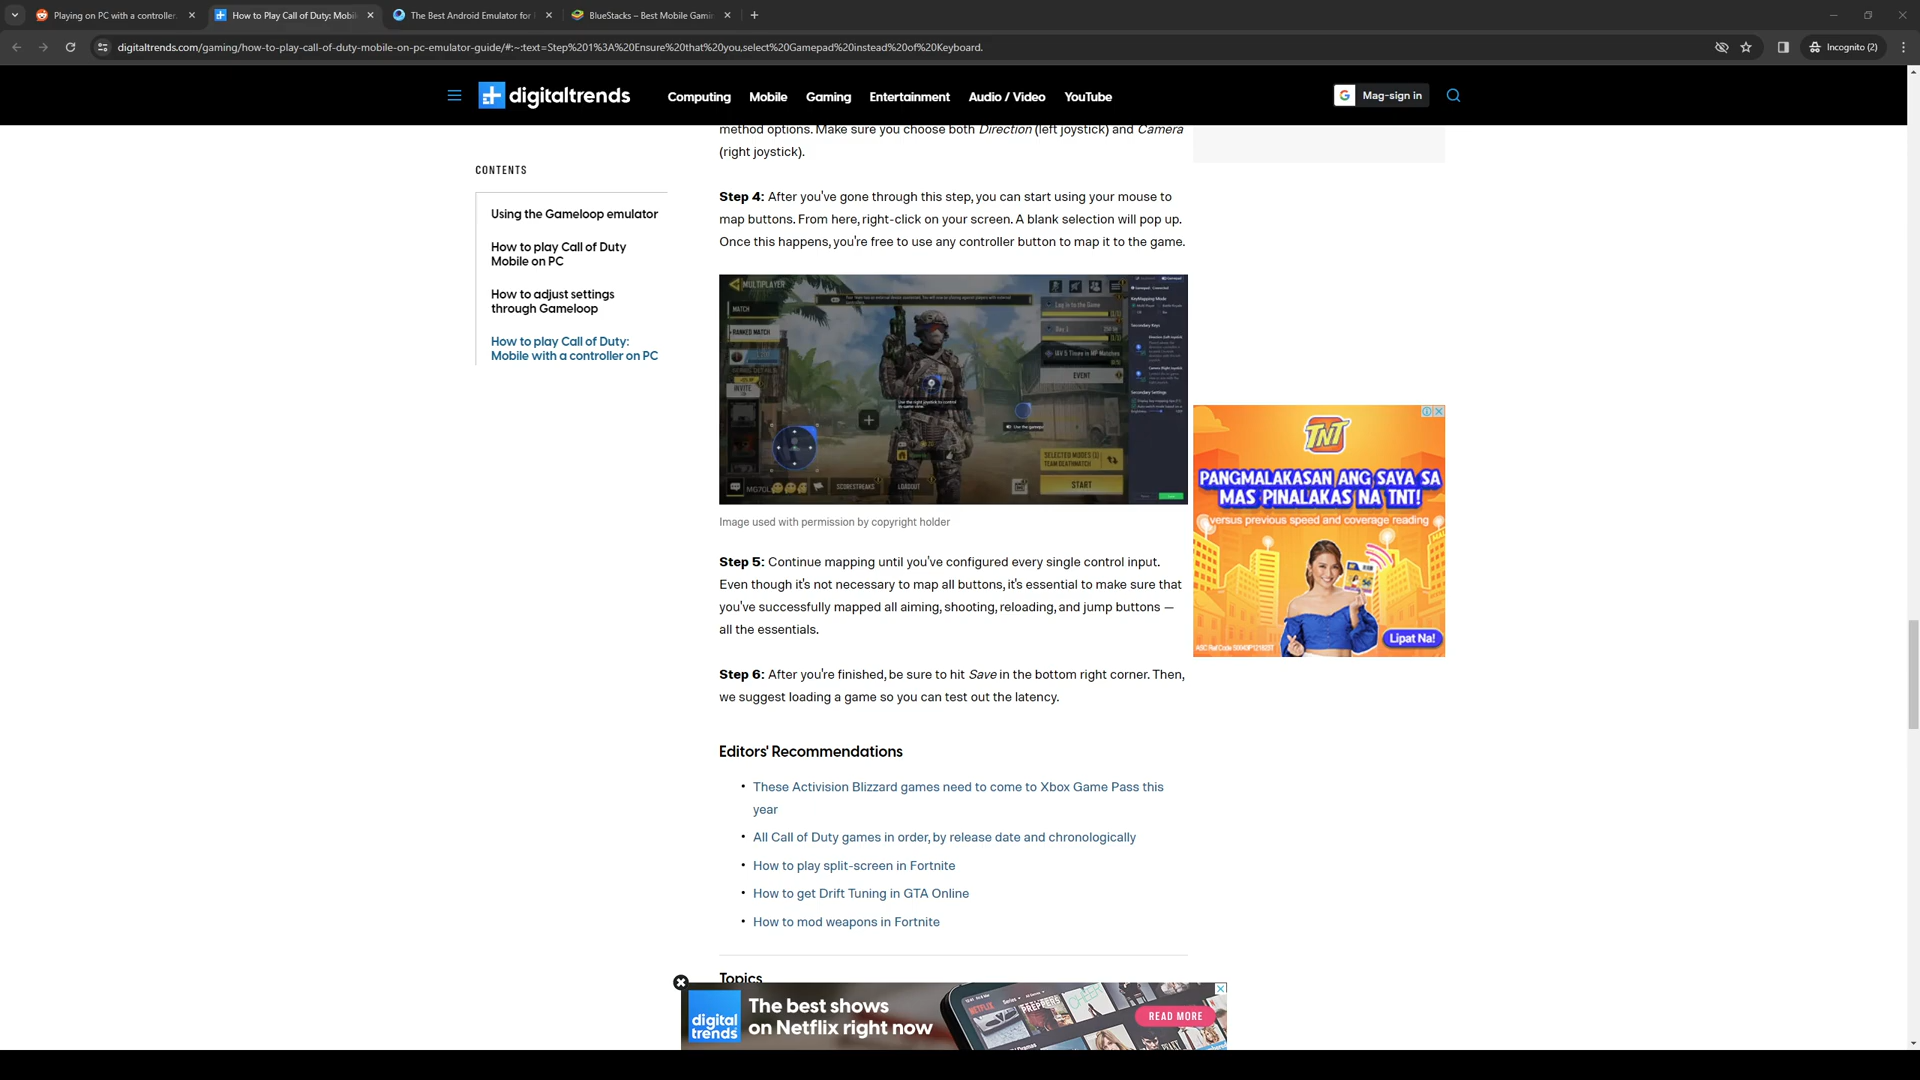 Playing on PC with a controller.
How to Play Call of Duty: Mobil
The Best Android Emulator for
BlueStacks – Best Mobile Gamin
digitaltrends.com/gaming/how-to-play-call-of-duty-mobile-on-pc-emulator-guide/#:~:text=Step%201%3A%20Ensure%20that%20you,select%20Gamepad%20instead%20of%20Keyboard.
Incognito (2)
digitaltrends
Computing
Mobile
Gaming
Entertainment
Audio / Video
YouTube
G Mag-sign in
method options. Make sure you choose both Direction (left joystick) and Camera
(right joystick).
CONTENTS
Using the Gameloop emulator
How to play Call of Duty
Mobile on PC
How to adjust settings
through Gameloop
How to play Call of Duty:
Mobile with a controller on PC
Step 4: After you've gone through this step, you can start using your mouse to
map buttons. From here, right-click on your screen. A blank selection will pop up.
Once this happens, you're free to use any controller button to map it to the game.
MULTIPLAYER
MATCH
RANKED MATCH
INVITE
Log in to the Game
EVENT
SELECTED MODES (1)
TEAM DEATHMATCH
SCORESTREAKS
LOADOUT
START
Image used with permission by copyright holder
Step 5: Continue mapping until you've configured every single control input.
Even though it's not necessary to map all buttons, it's essential to make sure that
you've successfully mapped all aiming, shooting, reloading, and jump buttons —
all the essentials.
Step 6: After you're finished, be sure to hit Save in the bottom right corner. Then,
we suggest loading a game so you can test out the latency.
TNT
PANGMALAKASAN ANG SAYA SA
MAS PINALAKAS NA TNT!
versus previous speed and coverage reading
Lipat Na!
Editors' Recommendations
• These Activision Blizzard games need to come to Xbox Game Pass this
year
• All Call of Duty games in order, by release date and chronologically
• How to play split-screen in Fortnite
• How to get Drift Tuning in GTA Online
• How to mod weapons in Fortnite
Topics
digital
trends
The best shows
on Netflix right now
READ MORE